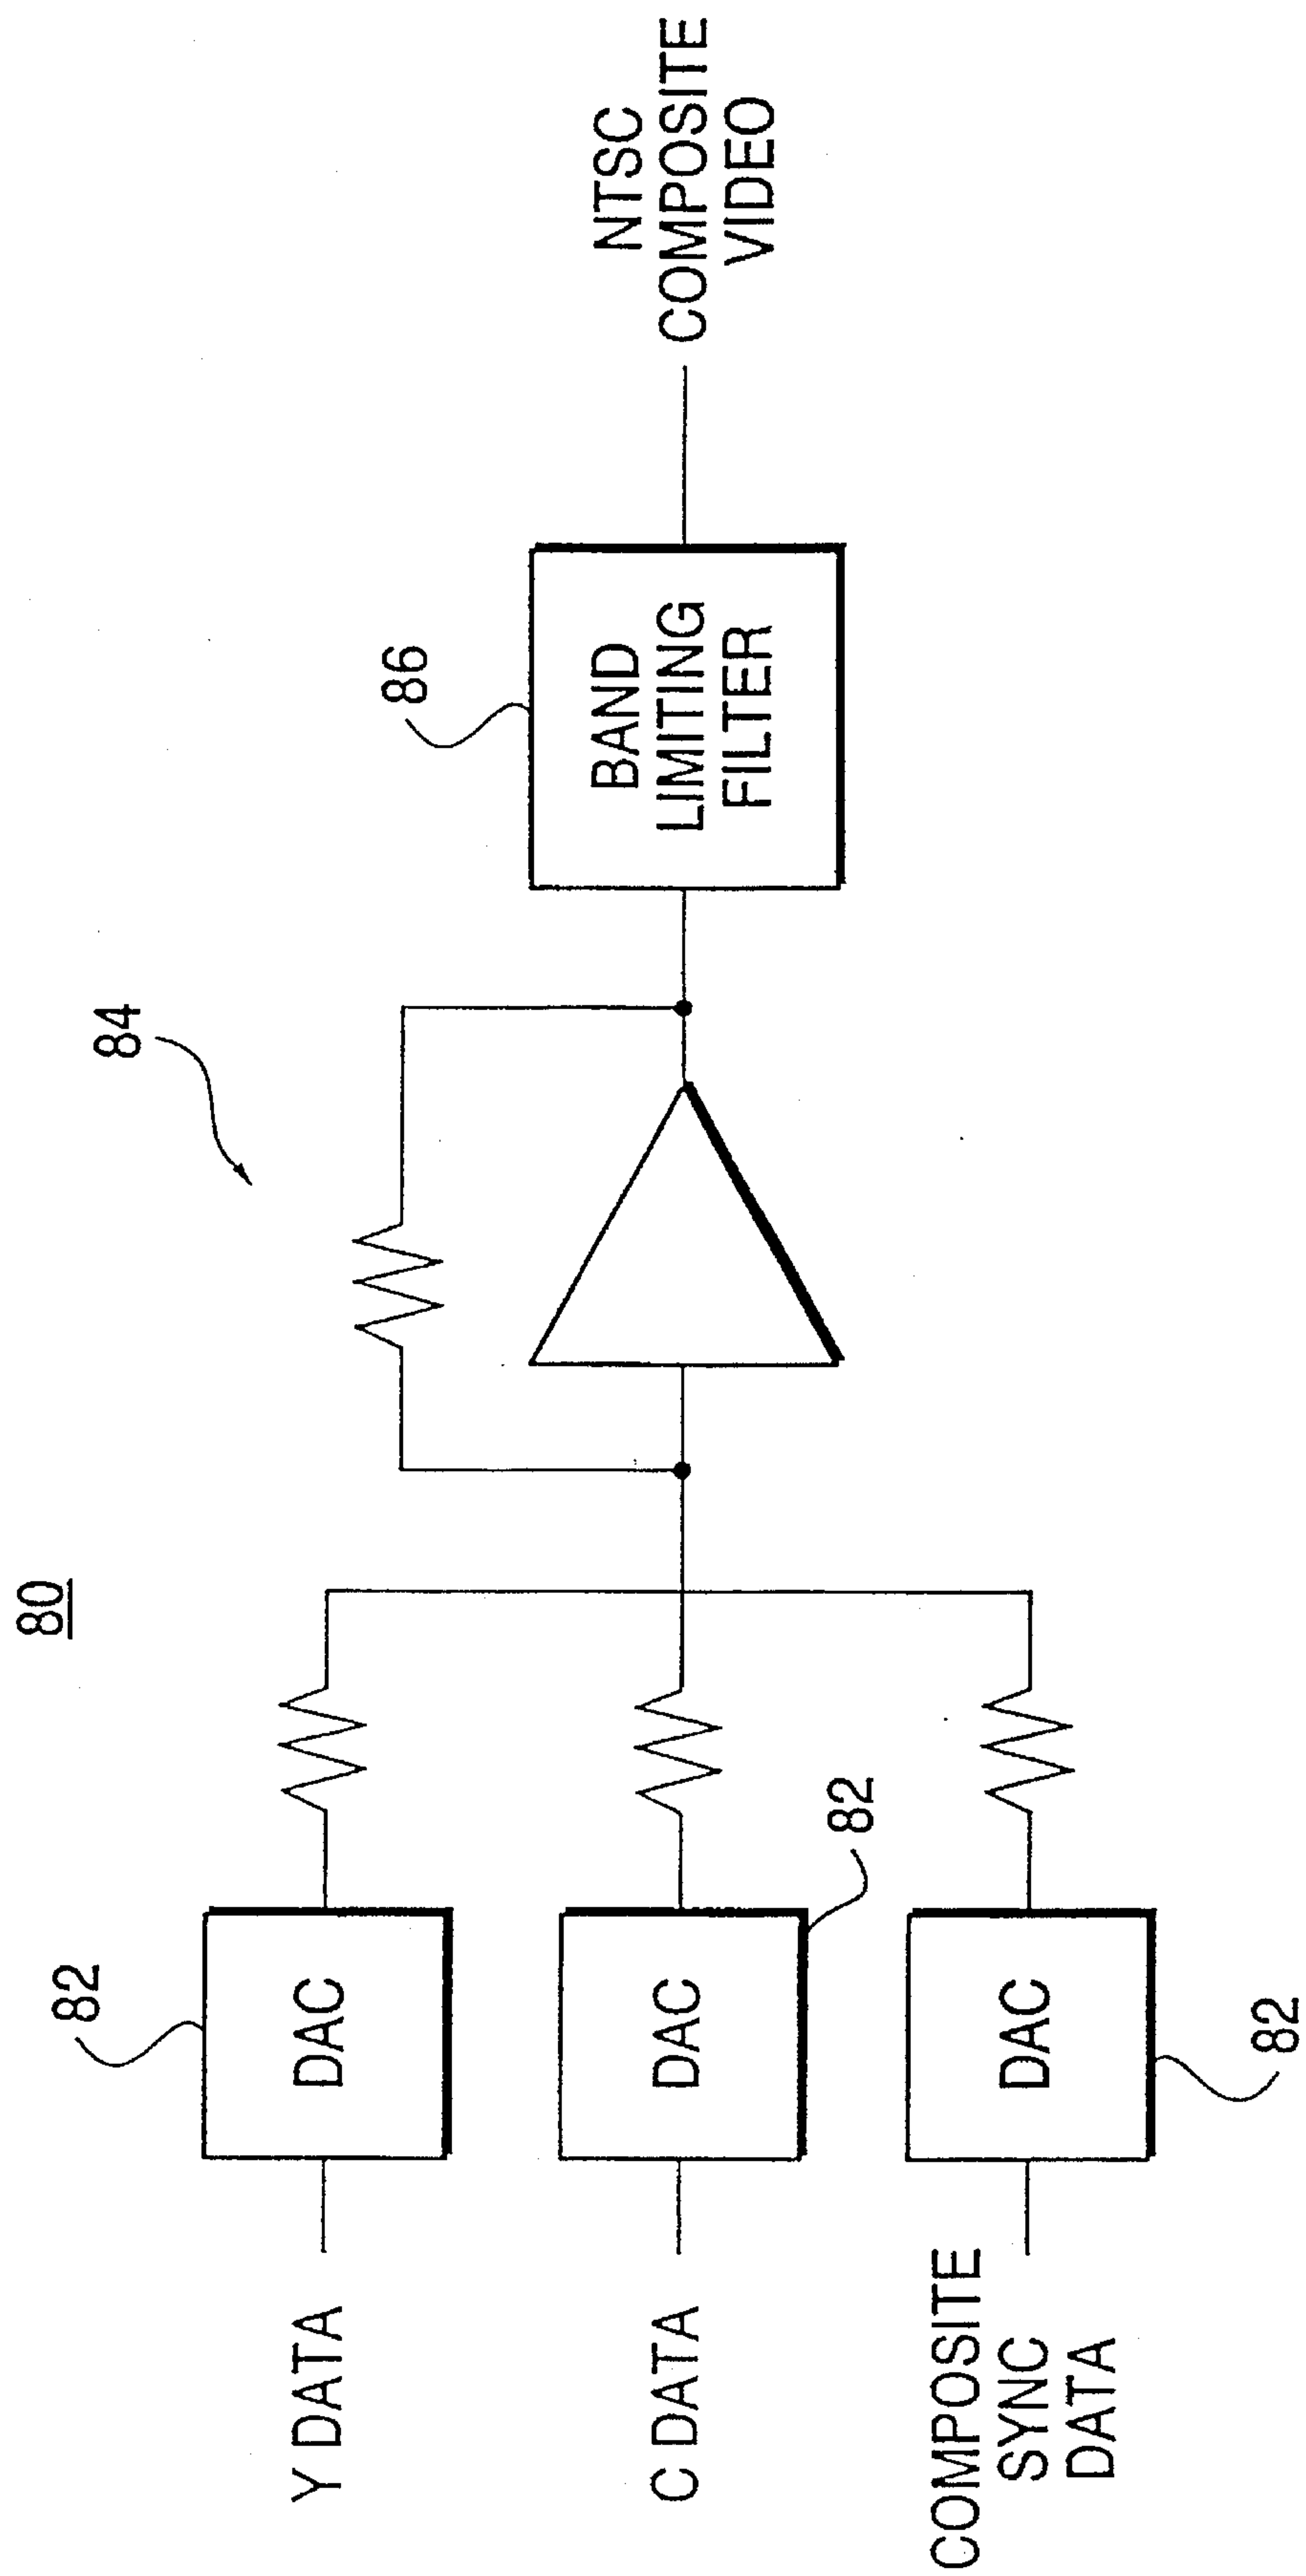 80
84
86
82
DAC
Y DATA
82
DAC
C DATA
82
DAC
COMPOSITE
SYNC
DATA
BAND
LIMITING
FILTER
NTSC
COMPOSITE
VIDEO